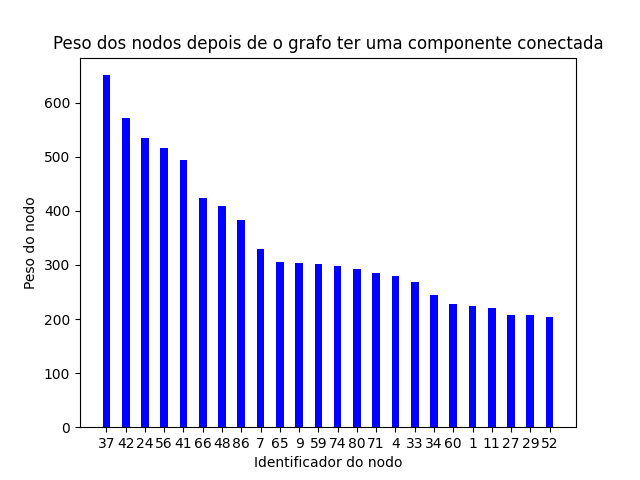 Peso dos nodos depois de o grafo ter uma componente conectada
Peso do nodo
600
500
400
300
200
100
0
37 42 24 56 41 66 48 86 7 65 9 59 74 80 71 4 33 34 60 1 11 27 29 52
Identificador do nodo